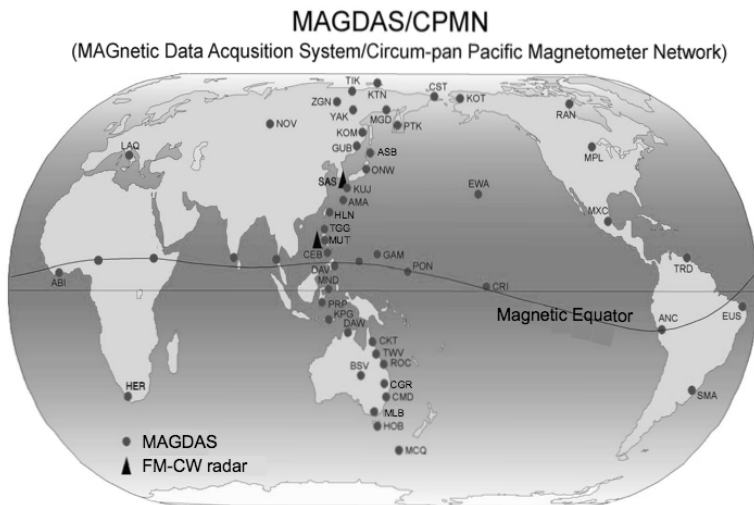 MAGDAS/CPMN
(MAGnetic Data Acqusition System/Circum-pan Pacific Magnetometer Network)
TIK
KTN
CST
KOT
ZGN
YAK
MGD
RAN
NOV
KOM
PTK
LAQ
GUB
ASB
MPL
ONW
SAS
KUJ
EWA
AMA
HLN
MXC
TGG
MUT
CEB
GAM
DAV
PON
TRD
ABI
MND
CRI
PRP
Magnetic Equator
ANC
EUS
KPG
DAW
CKT
TWV
BSV
ROC
HER
CGR
CMD
SMA
MLB
HOB
MAGDAS
MCQ
FM-CW radar